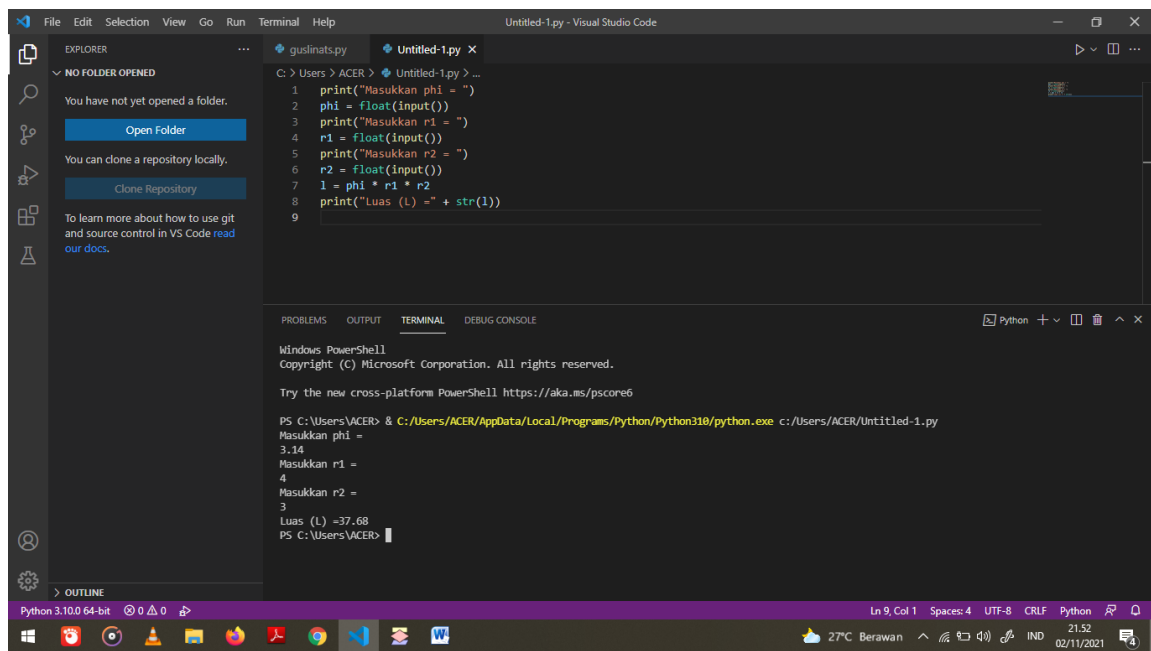 File Edit Selection View Go Run Terminal Help Untitled-1.py - Visual Studio Code
EXPLORER
NO FOLDER OPENED
You have not yet opened a folder.
Open Folder
You can clone a repository locally.
Clone Repository
To learn more about how to use git
and source control in VS Code read
our docs.
OUTLINE
guslinats.py Untitled-1.py
C: > Users > ACER > Untitled-1.py > ...
1 print("Masukkan phi = ")
2 phi = float(input())
3 print("Masukkan r1 = ")
4 r1 = float(input())
5 print("Masukkan r2 = ")
6 r2 = float(input())
7 l = phi * r1 * r2
8 print("Luas (L) =" + str(l))
9
PROBLEMS OUTPUT TERMINAL DEBUG CONSOLE Python
Windows PowerShell
Copyright (C) Microsoft Corporation. All rights reserved.
Try the new cross-platform PowerShell https://aka.ms/pscore6
PS C:\Users\ACER> & C:/Users/ACER/AppData/Local/Programs/Python/Python310/python.exe c:/Users/ACER/Untitled-1.py
Masukkan phi =
3.14
Masukkan r1 =
4
Masukkan r2 =
3
Luas (L) =37.68
PS C:\Users\ACER>
Python 3.10.0 64-bit 0 0 Ln 9, Col 1 Spaces: 4 UTF-8 CRLF Python
27°C Berawan IND 21.52
02/11/2021 4